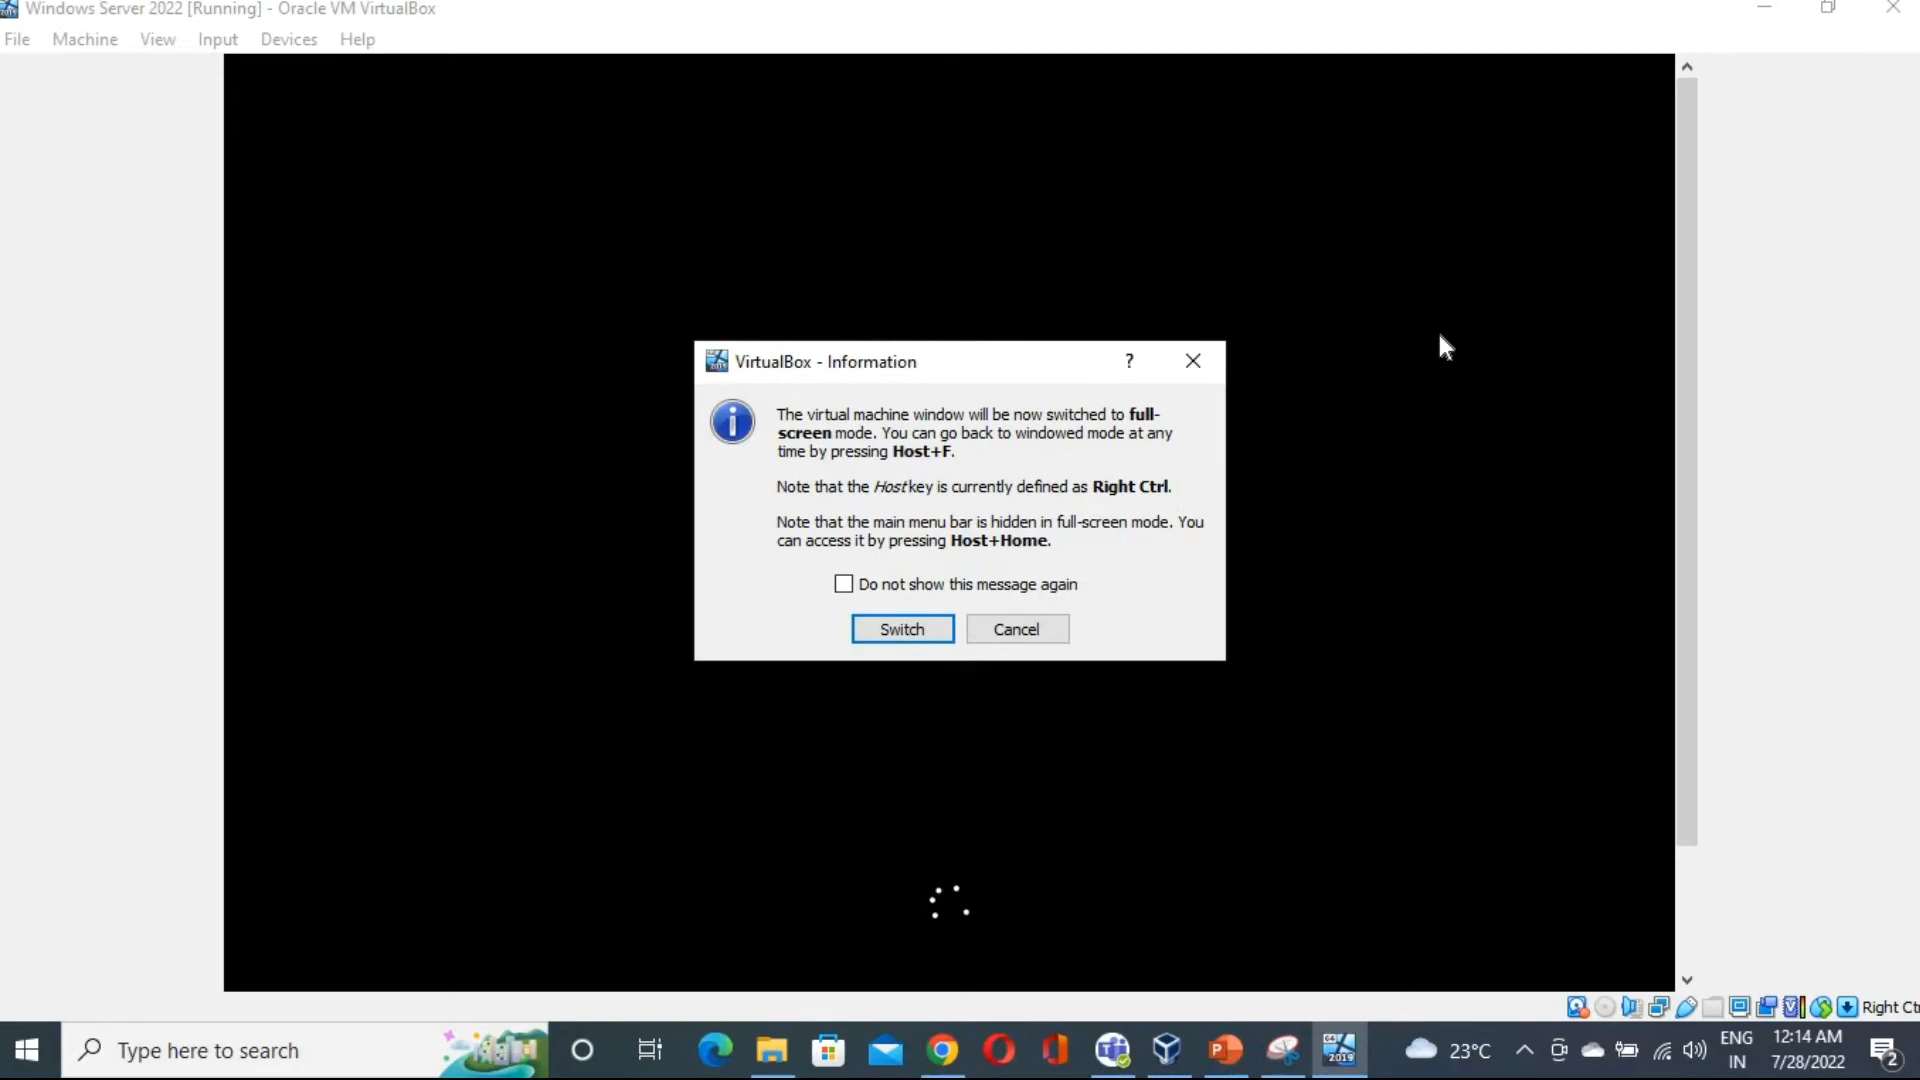 Windows Server 2022 [Running] - Oracle VM VirtualBox
File Machine View Input Devices Help
VirtualBox - Information ?
The virtual machine window will be now switched to full-
screen mode. You can go back to windowed mode at any
time by pressing Host+F.
Note that the Host key is currently defined as Right Ctrl.
Note that the main menu bar is hidden in full-screen mode. You
can access it by pressing Host+Home.
Do not show this message again
Switch Cancel
Right Ct
Type here to search
2019
23°C
ENG
IN
12:14 AM
7/28/2022
2